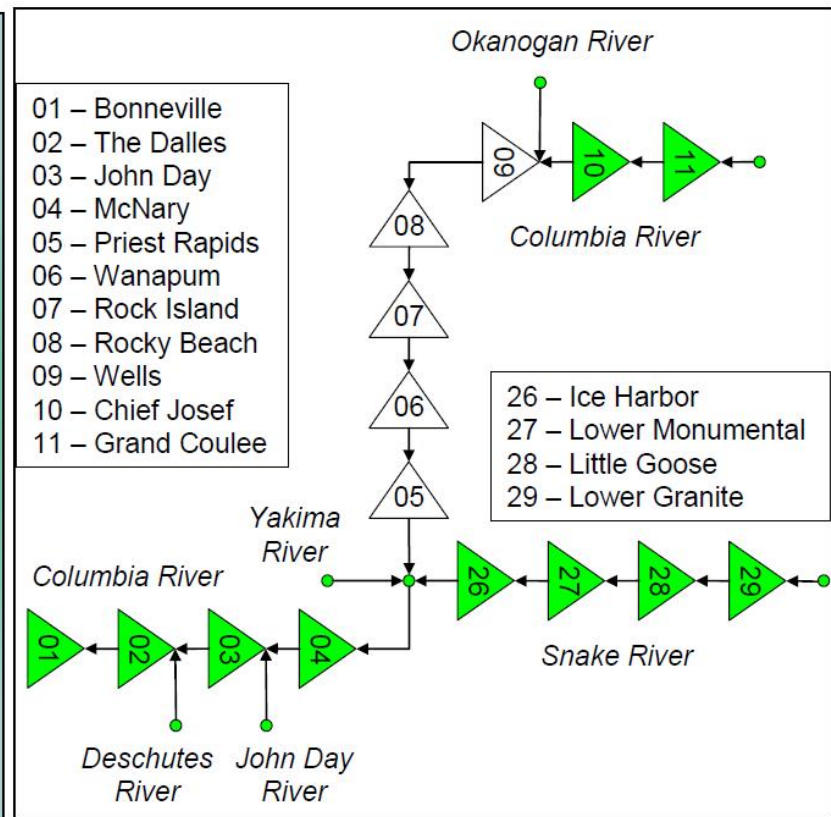 Okanogan River
01 – Bonneville
02 – The Dalles
03 – John Day
04 – McNary
05 – Priest Rapids
06 – Wanapum
07 – Rock Island
08 – Rocky Beach
09 – Wells
10 – Chief Josef
11 – Grand Coulee
09
10
11
Columbia River
08
07
06
05
26 – Ice Harbor
27 – Lower Monumental
28 – Little Goose
29 – Lower Granite
Yakima
River
26
27
28
29
Snake River
Columbia River
01
02
03
04
Deschutes
River
John Day
River